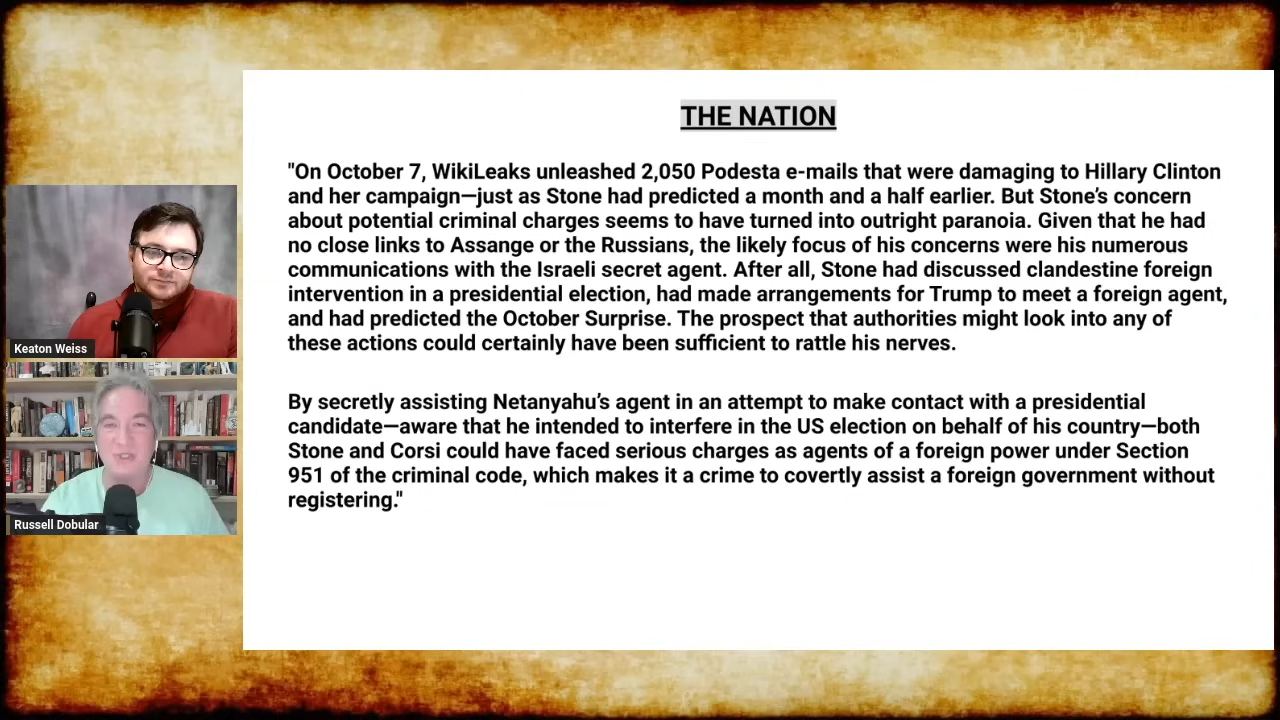 THE NATION
"On October 7, WikiLeaks unleashed 2,050 Podesta e-mails that were damaging to Hillary Clinton
and her campaign—just as Stone had predicted a month and a half earlier. But Stone's concern
about potential criminal charges seems to have turned into outright paranoia. Given that he had
no close links to Assange or the Russians, the likely focus of his concerns were his numerous
communications with the Israeli secret agent. After all, Stone had discussed clandestine foreign
intervention in a presidential election, had made arrangements for Trump to meet a foreign agent,
and had predicted the October Surprise. The prospect that authorities might look into any of
these actions could certainly have been sufficient to rattle his nerves.
By secretly assisting Netanyahu's agent in an attempt to make contact with a presidential
candidate—aware that he intended to interfere in the US election on behalf of his country—both
Stone and Corsi could have faced serious charges as agents of a foreign power under Section
951 of the criminal code, which makes it a crime to covertly assist a foreign government without
registering."
Keaton Weiss
Russell Dobular